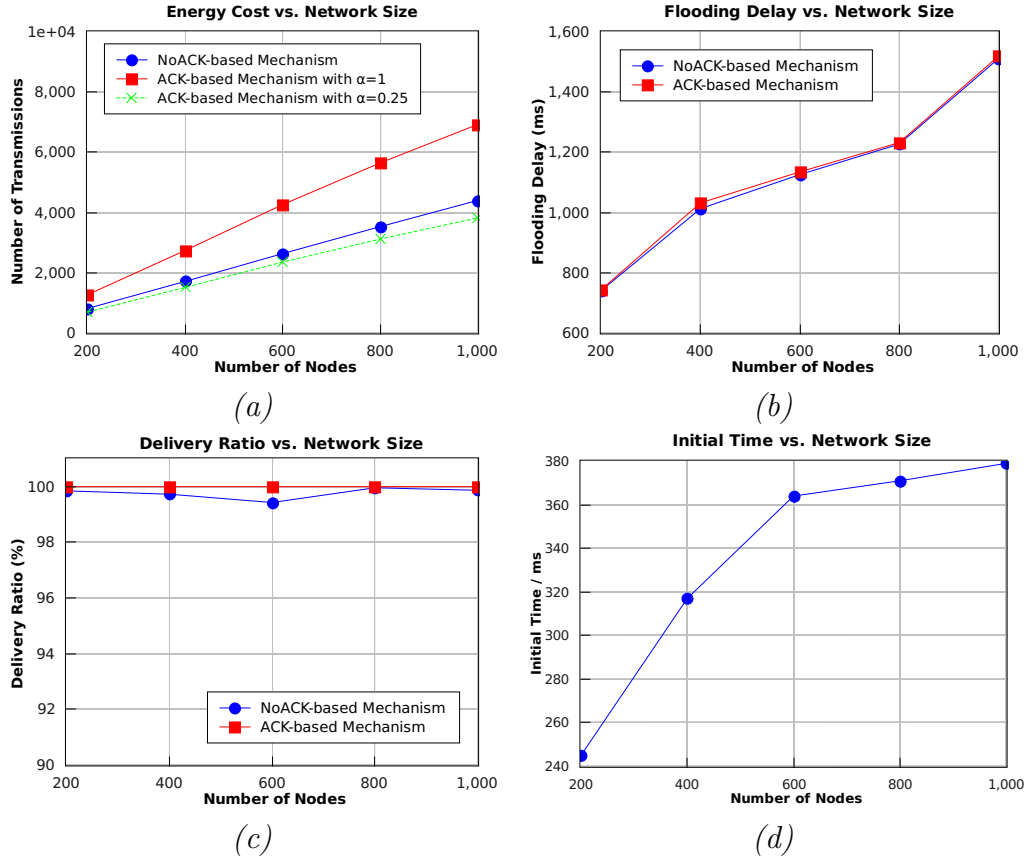 Energy Cost vs. Network Size
1e+04
8,000
6,000
4,000
2,000
0
Number of Transmissions
NoACK-based Mechanism
ACK-based Mechanism with α=1
ACK-based Mechanism with α=0.25
200 400 600 800 1,000
Number of Nodes
(a)
Flooding Delay vs. Network Size
1,600
1,400
1,200
1,000
800
600
Flooding Delay (ms)
NoACK-based Mechanism
ACK-based Mechanism
200 400 600 800 1,000
Number of Nodes
(b)
Delivery Ratio vs. Network Size
100
98
96
94
92
90
Delivery Ratio (%)
NoACK-based Mechanism
ACK-based Mechanism
200 400 600 800 1,000
Number of Nodes
(c)
Initial Time vs. Network Size
380
360
340
320
300
280
260
240
Initial Time / ms
200 400 600 800 1,000
Number of Nodes
(d)